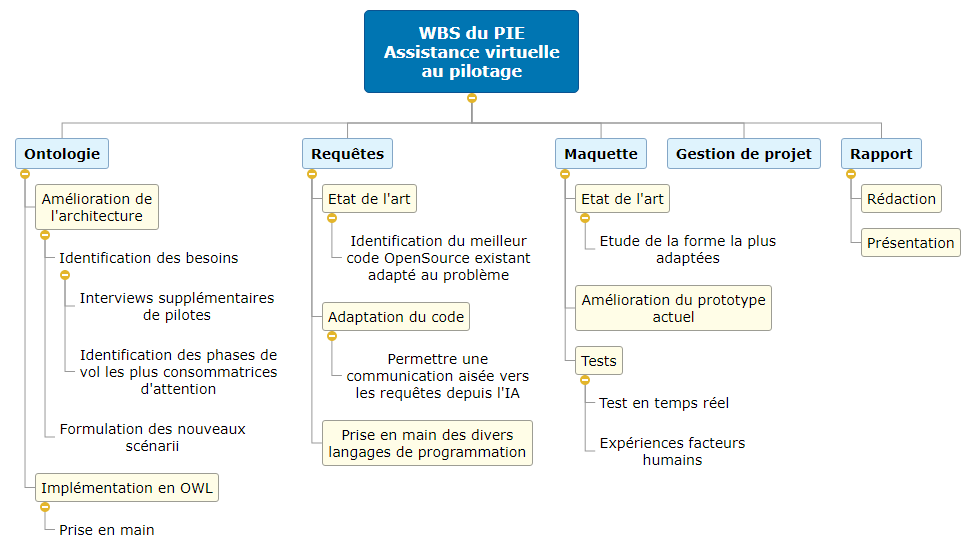 WBS du PIE
Assistance virtuelle
au pilotage
Ontologie
Amélioration de
l'architecture
Identification des besoins
Interviews supplémentaires
de pilotes
Identification des phases de
vol les plus consommatrices
d'attention
Formulation des nouveaux
scénarii
Implémentation en OWL
Prise en main
Requêtes
Etat de l'art
Identification du meilleur
code OpenSource existant
adapté au problème
Adaptation du code
Permettre une
communication aisée vers
les requêtes depuis l'IA
Prise en main des divers
langages de programmation
Maquette
Etat de l'art
Etude de la forme la plus
adaptées
Amélioration du prototype
actuel
Tests
Test en temps réel
Expériences facteurs
humains
Gestion de projet
Rapport
Rédaction
Présentation